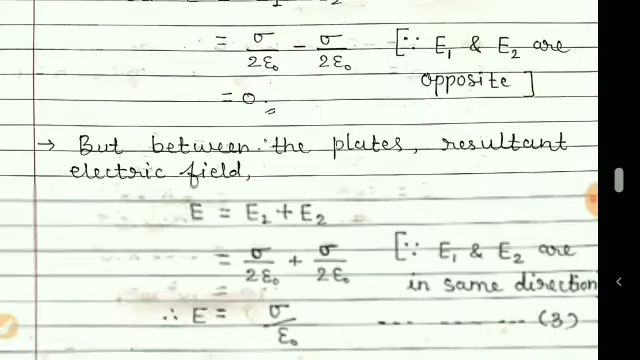 = σ/2ε₀ − σ/2ε₀ [∵ E₁ & E₂ are
opposite]
= 0.
→ But between the plates, resultant
electric field,
E = E₁ + E₂
= σ/2ε₀ + σ/2ε₀ [∵ E₁ & E₂ are
in same direction
∴ E = σ/ε₀ ... ... ... (3)